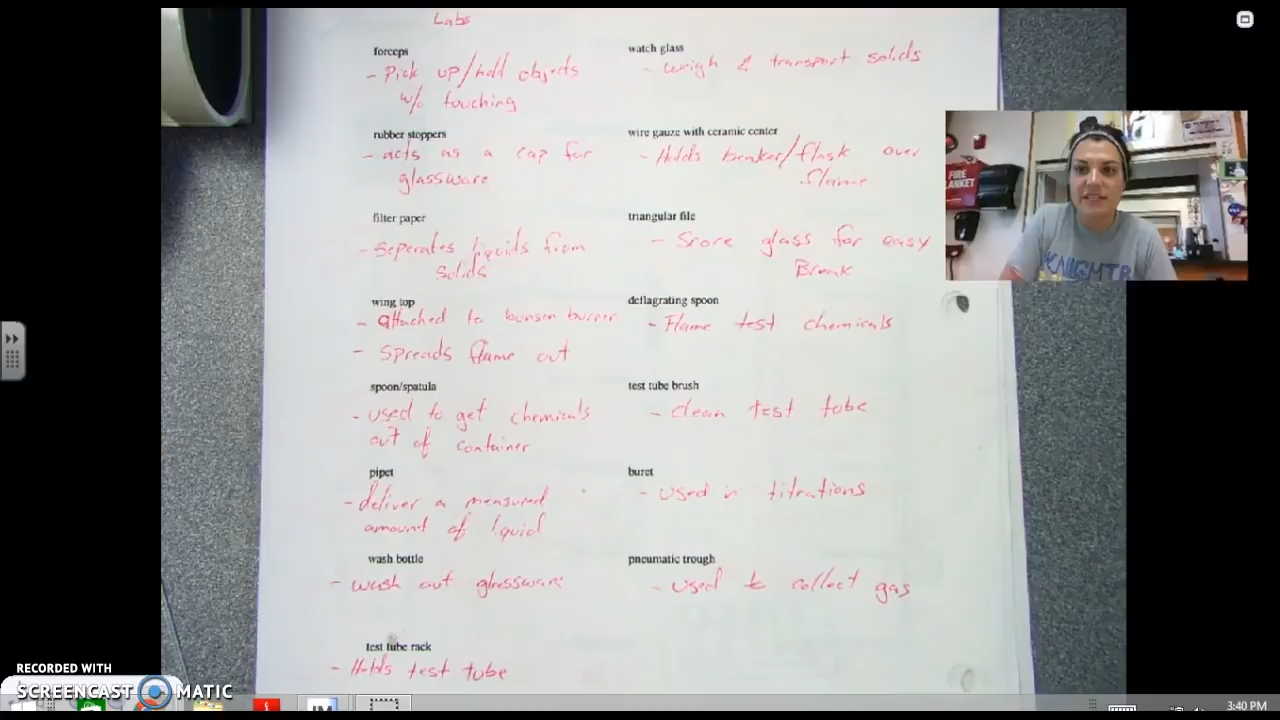 Labs
forceps
- Pick up/hold objects
w/o touching
rubber stoppers
- acts as a cap for
glassware
filter paper
- Seperates liquids from
Solids
wing top
- attached to bunsen burner
- Spreads flame out
spoon/spatula
- used to get chemicals
out of container
pipet
- deliver a measured
amount of liquid
wash bottle
- wash out glassware
test tube rack
- Holds test tube
watch glass
- weigh & transport solids
wire gauze with ceramic center
- Holds beaker/flask over
flame
triangular file
- Score glass for easy
Break
deflagrating spoon
- Flame test chemicals
test tube brush
- clean test tube
buret
- used in titrations
pneumatic trough
- used to collect gas
FIRE
BLANKET
RECORDED WITH
SCREENCAST MATIC
3:40 PM